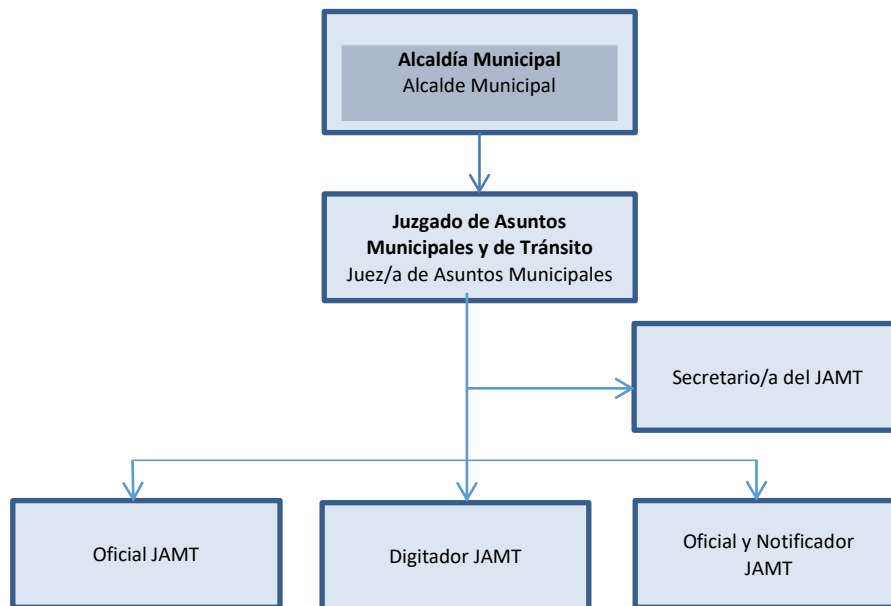 Alcaldía Municipal
Alcalde Municipal
Juzgado de Asuntos
Municipales y de Tránsito
Juez/a de Asuntos Municipales
Secretario/a del JAMT
Oficial JAMT
Digitador JAMT
Oficial y Notificador
JAMT